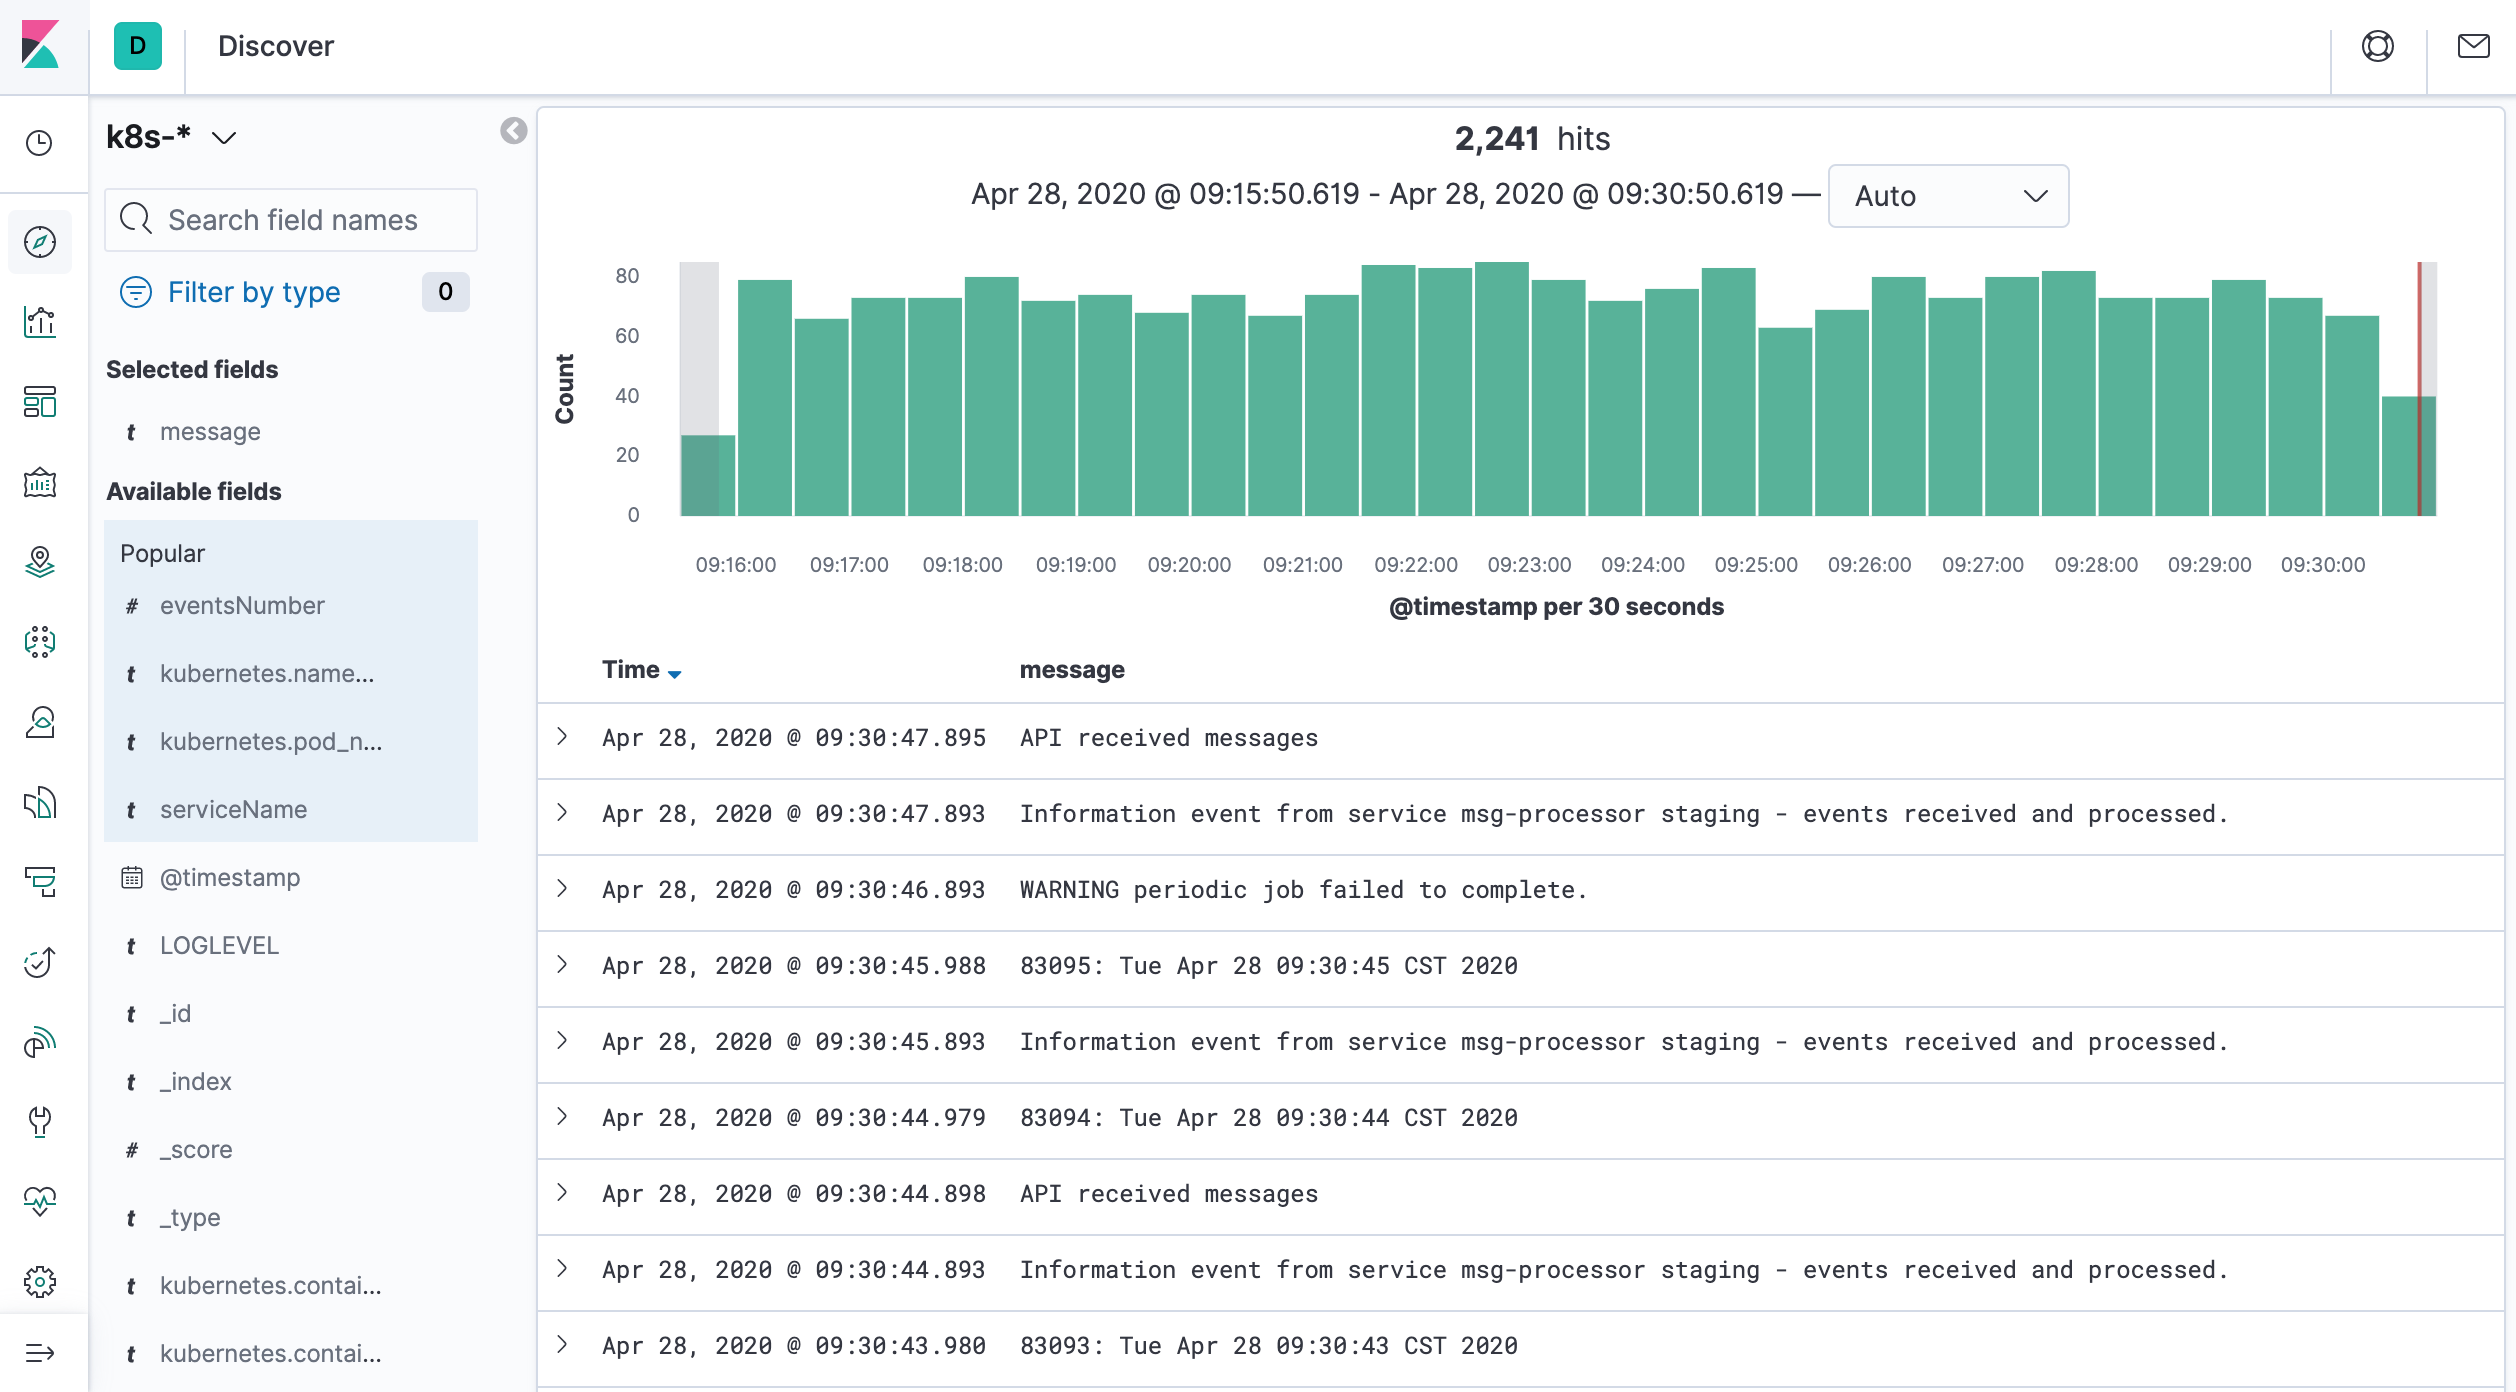 D
Discover
k8s-*
Search field names
Filter by type 0
Selected fields
t message
Available fields
Popular
# eventsNumber
t kubernetes.name...
t kubernetes.pod_n...
t serviceName
@timestamp
t LOGLEVEL
t _id
t _index
# _score
t _type
t kubernetes.contai...
t kubernetes.contai...
2,241 hits
Apr 28, 2020 @ 09:15:50.619 - Apr 28, 2020 @ 09:30:50.619 — Auto
Count
80
60
40
20
0
09:16:00 09:17:00 09:18:00 09:19:00 09:20:00 09:21:00 09:22:00 09:23:00 09:24:00 09:25:00 09:26:00 09:27:00 09:28:00 09:29:00 09:30:00
@timestamp per 30 seconds
Time message
Apr 28, 2020 @ 09:30:47.895 API received messages
Apr 28, 2020 @ 09:30:47.893 Information event from service msg-processor staging - events received and processed.
Apr 28, 2020 @ 09:30:46.893 WARNING periodic job failed to complete.
Apr 28, 2020 @ 09:30:45.988 83095: Tue Apr 28 09:30:45 CST 2020
Apr 28, 2020 @ 09:30:45.893 Information event from service msg-processor staging - events received and processed.
Apr 28, 2020 @ 09:30:44.979 83094: Tue Apr 28 09:30:44 CST 2020
Apr 28, 2020 @ 09:30:44.898 API received messages
Apr 28, 2020 @ 09:30:44.893 Information event from service msg-processor staging - events received and processed.
Apr 28, 2020 @ 09:30:43.980 83093: Tue Apr 28 09:30:43 CST 2020